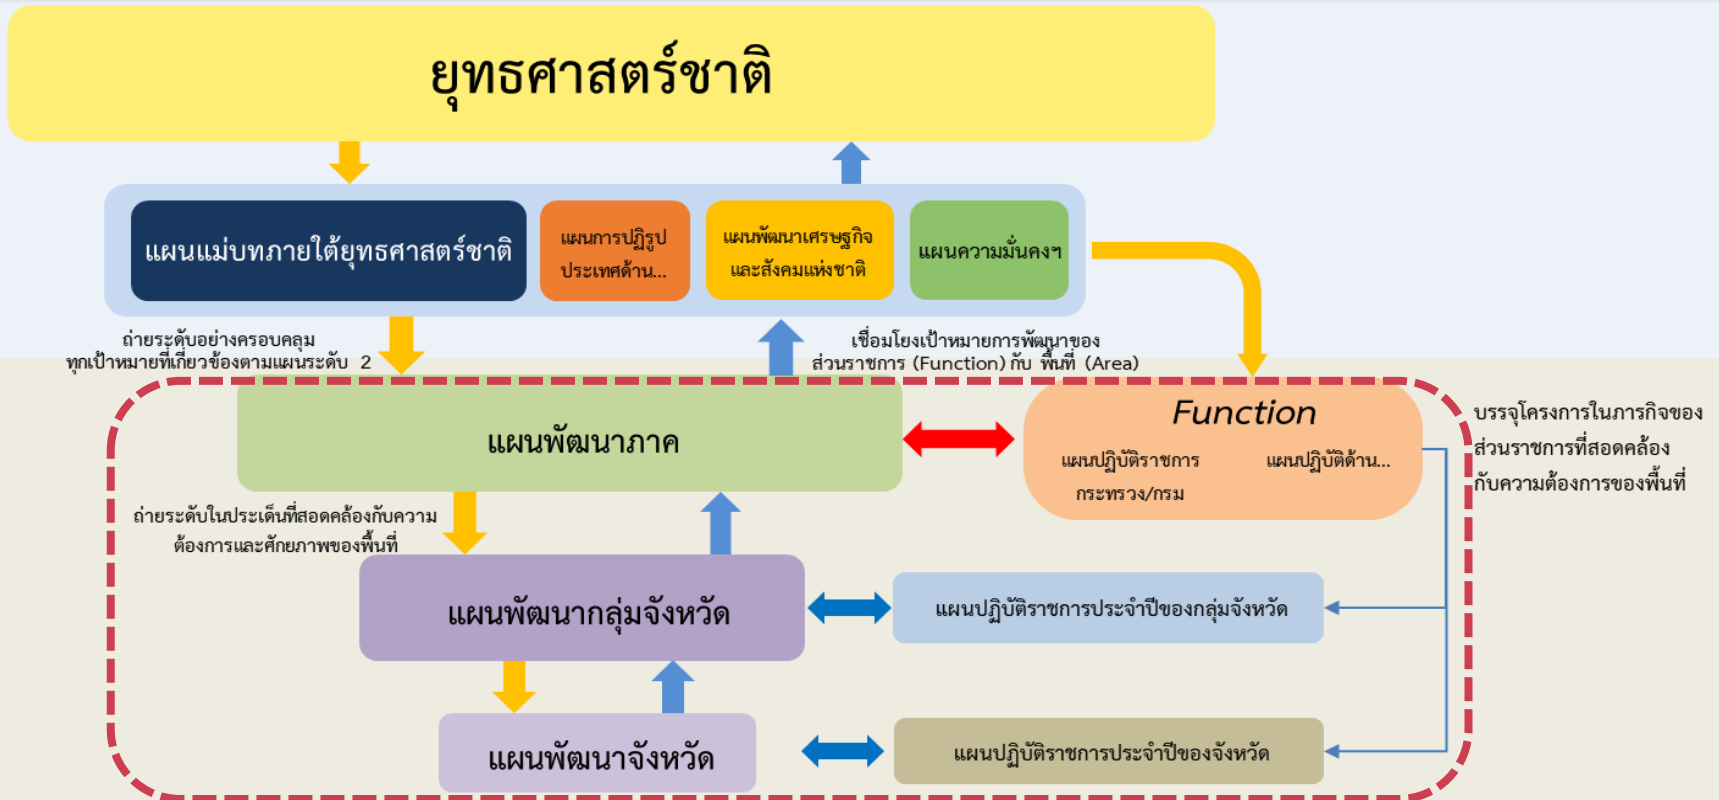 ยุทธศาสตร์ชาติ
แผนแม่บทภายใต้ยุทธศาสตร์ชาติ
แผนการปฏิรูป
ประเทศด้าน...
แผนพัฒนาเศรษฐกิจ
และสังคมแห่งชาติ
แผนความมั่นคงฯ
ถ่ายระดับอย่างครอบคลุม
ทุกเป้าหมายที่เกี่ยวข้องตามแผนระดับ 2
เชื่อมโยงเป้าหมายการพัฒนาของ
ส่วนราชการ (Function) กับ พื้นที่ (Area)
แผนพัฒนาภาค
Function
แผนปฏิบัติราชการ
กระทรวง/กรม
แผนปฏิบัติด้าน...
บรรจุโครงการในภารกิจของ
ส่วนราชการที่สอดคล้อง
กับความต้องการของพื้นที่
ถ่ายระดับในประเด็นที่สอดคล้องกับความ
ต้องการและศักยภาพของพื้นที่
แผนพัฒนากลุ่มจังหวัด
แผนปฏิบัติราชการประจำปีของกลุ่มจังหวัด
แผนพัฒนาจังหวัด
แผนปฏิบัติราชการประจำปีของจังหวัด